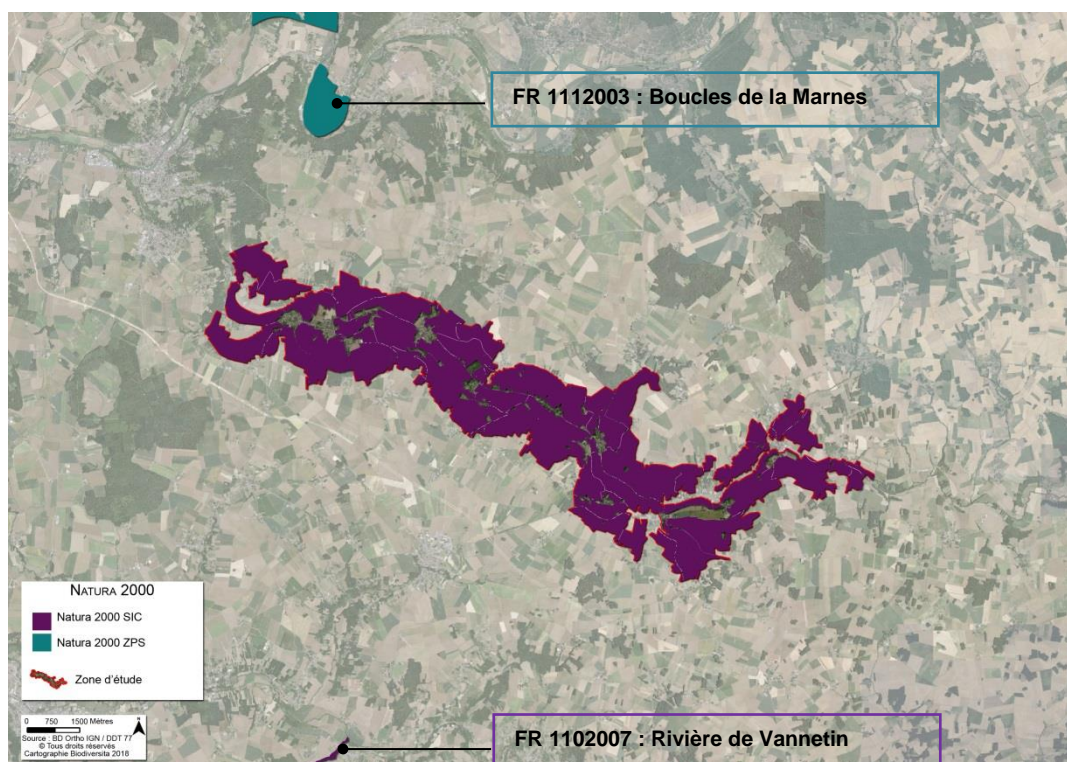 FR 1112003 : Boucles de la Marnes
NATURA 2000
Natura 2000 SIC
Natura 2000 ZPS
Zone d'étude
0 750 1500 Mètres
N
Source : BD Ortho IGN / DDT 77
© Tous droits réservés
Cartographie Biodiversita 2016
FR 1102007 : Rivière de Vannetin